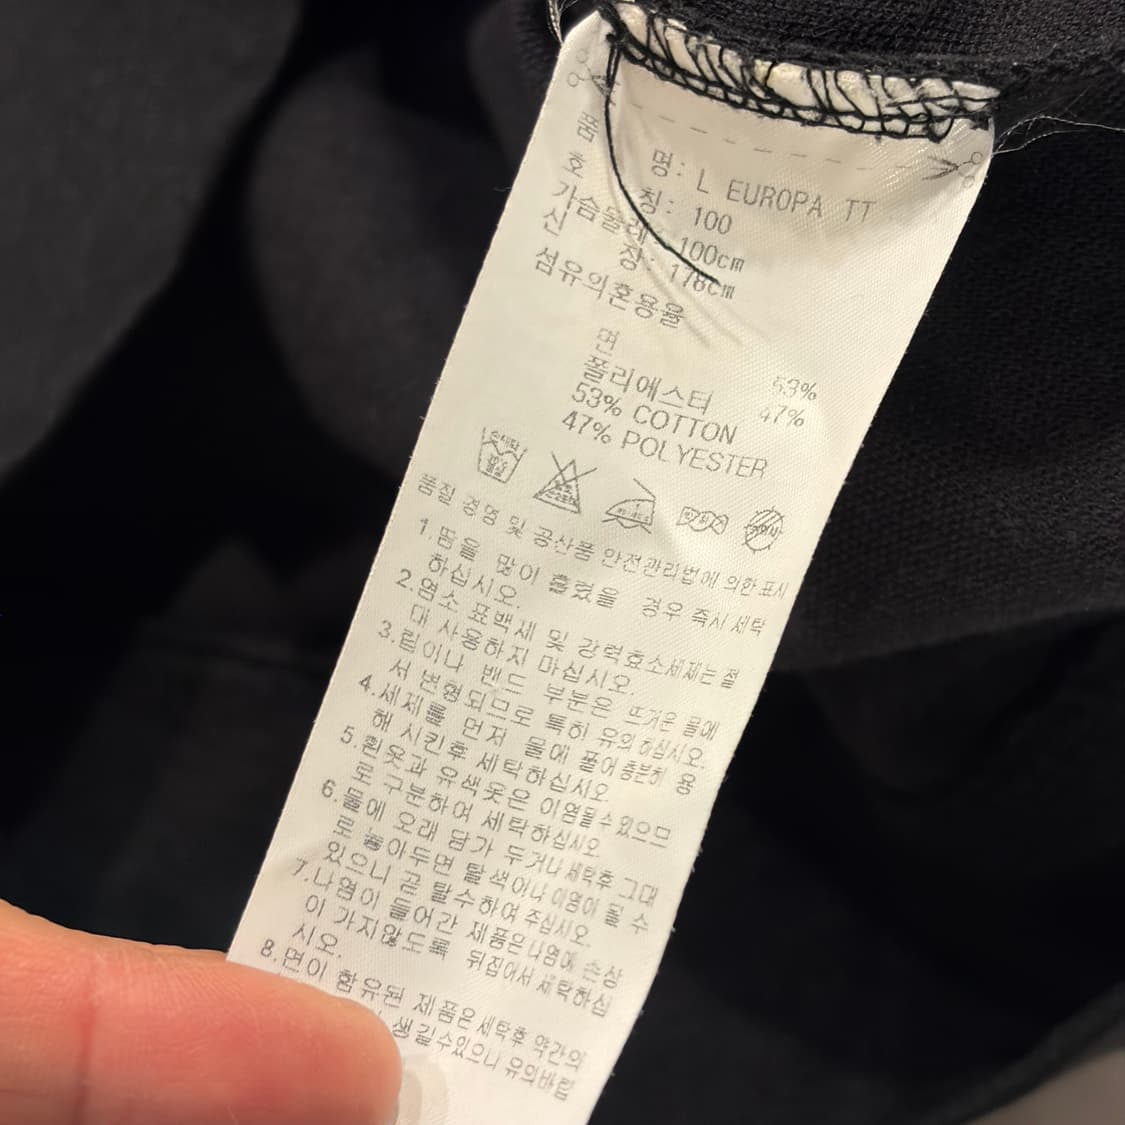 품 명: L EUROPA TT
호 칭: 100
가슴둘레: 100cm
신 장: 178cm
섬유의혼용율
면 53%
폴리에스터 47%
53% COTTON
47% POLYESTER
품질 경영 및 공산품 안전관리법에 의한 표시
1.땀을 많이 흘렸을 경우 즉시 세탁
하십시오.
2.염소 표백제 및 강력효소세제는 절
대 사용하지 마십시오.
3.립이나 밴드 부분은 뜨거운 물에
서 변형되므로 특히 유의하십시오.
4.세제를 먼저 물에 풀어 충분히 용
해 시킨후 세탁하십시오.
5.흰옷과 유색옷은 이염될수있으므
로 구분하여 세탁하십시오.
6.물에 오래 담가 두거나 세탁후 그대
로 놓아두면 탈색이나 이염이 될 수
있으니 곧 탈수하여 주십시오.
7.나염이 들어간 제품은 나염에 손상
이 가지않도록 뒤집어서 세탁하십
시오.
8.면이 함유된 제품은 세탁후 약간의
생길수있으니 유의바람